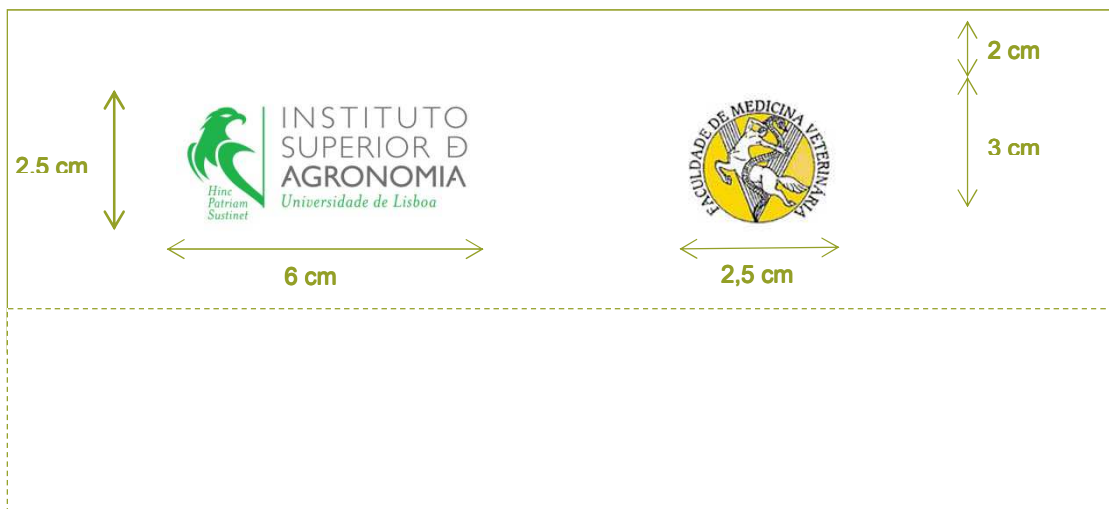 2 cm
INSTITUTO
SUPERIOR D
AGRONOMIA
Universidade de Lisboa
Hinc
Patriam
Sustinet
FACULDADE DE MEDICINA VETERINÁRIA
2.5 cm
3 cm
6 cm
2,5 cm